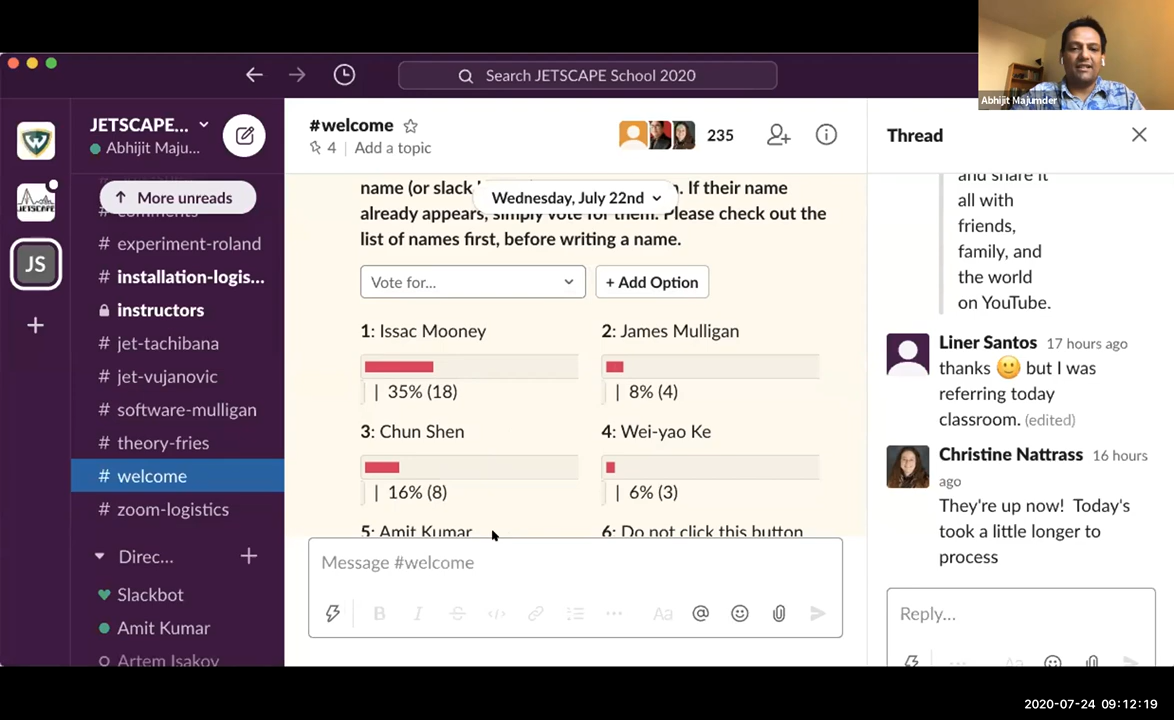 Abhijit Majumder
Search JETSCAPE School 2020
JETSCAPE...
Abhijit Maju...
More unreads
# experiment-roland
# installation-logis...
instructors
# jet-tachibana
# jet-vujanovic
# software-mulligan
# theory-fries
# welcome
# zoom-logistics
Direc...
Slackbot
Amit Kumar
Artem Isakov
JETSCAPE
JS
#welcome
4 | Add a topic
235
Wednesday, July 22nd
name (or slack
If their name
already appears, simply vote for them. Please check out the
list of names first, before writing a name.
Vote for...
+ Add Option
1: Issac Mooney
| 35% (18)
2: James Mulligan
| 8% (4)
3: Chun Shen
| 16% (8)
4: Wei-yao Ke
| 6% (3)
5: Amit Kumar
6: Do not click this button
Message #welcome
B I S </> Aa @
Thread
and share it
all with
friends,
family, and
the world
on YouTube.
Liner Santos 17 hours ago
thanks 🙂 but I was
referring today
classroom. (edited)
Christine Nattrass 16 hours
ago
They're up now! Today's
took a little longer to
process
Reply...
2020-07-24 09:12:19